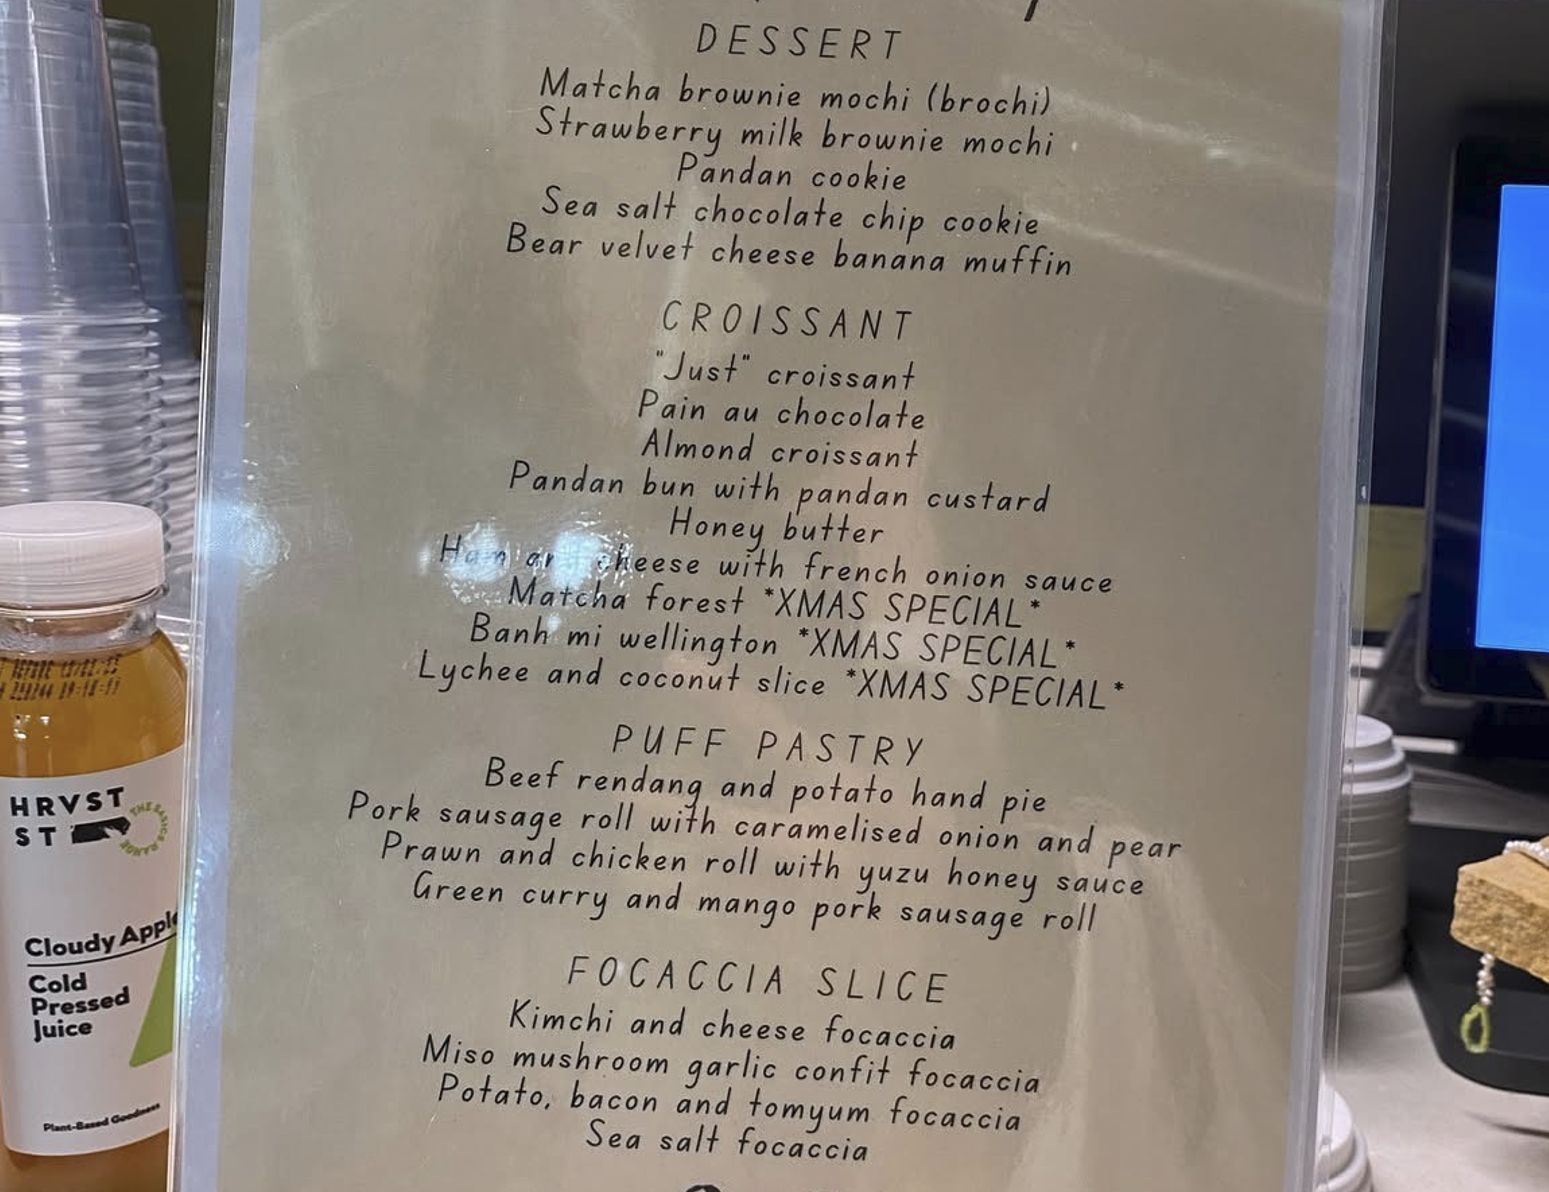 DESSERT
Matcha brownie mochi (brochi)
Strawberry milk brownie mochi
Pandan cookie
Sea salt chocolate chip cookie
Bear velvet cheese banana muffin
CROISSANT
"Just" croissant
Pain au chocolate
Almond croissant
Pandan bun with pandan custard
Honey butter
Ham and cheese with french onion sauce
Matcha forest *XMAS SPECIAL*
Banh mi wellington *XMAS SPECIAL*
Lychee and coconut slice *XMAS SPECIAL*
PUFF PASTRY
Beef rendang and potato hand pie
Pork sausage roll with caramelised onion and pear
Prawn and chicken roll with yuzu honey sauce
Green curry and mango pork sausage roll
FOCACCIA SLICE
Kimchi and cheese focaccia
Miso mushroom garlic confit focaccia
Potato, bacon and tomyum focaccia
Sea salt focaccia
HRVST
ST
Cloudy Apple
Cold
Pressed
Juice
Plant-Based Goodness